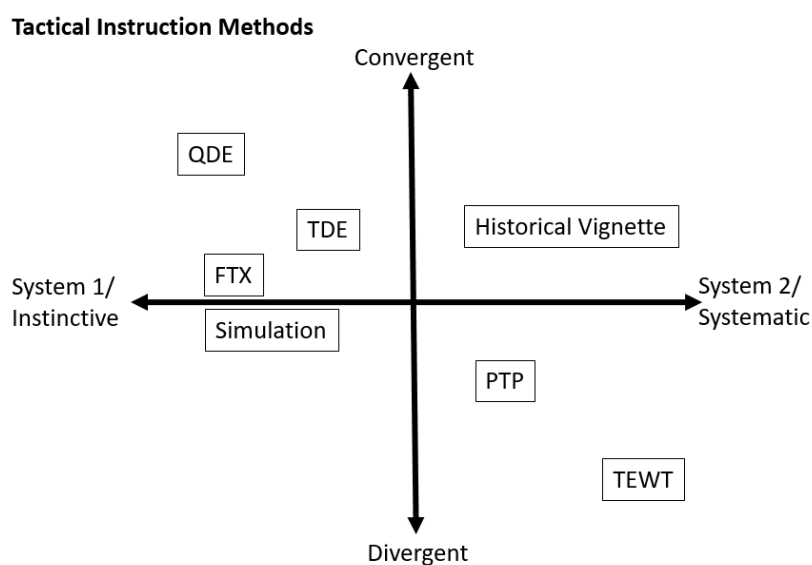 Tactical Instruction Methods
Convergent
QDE
TDE
Historical Vignette
FTX
System 1/
Instinctive
System 2/
Systematic
Simulation
PTP
TEWT
Divergent